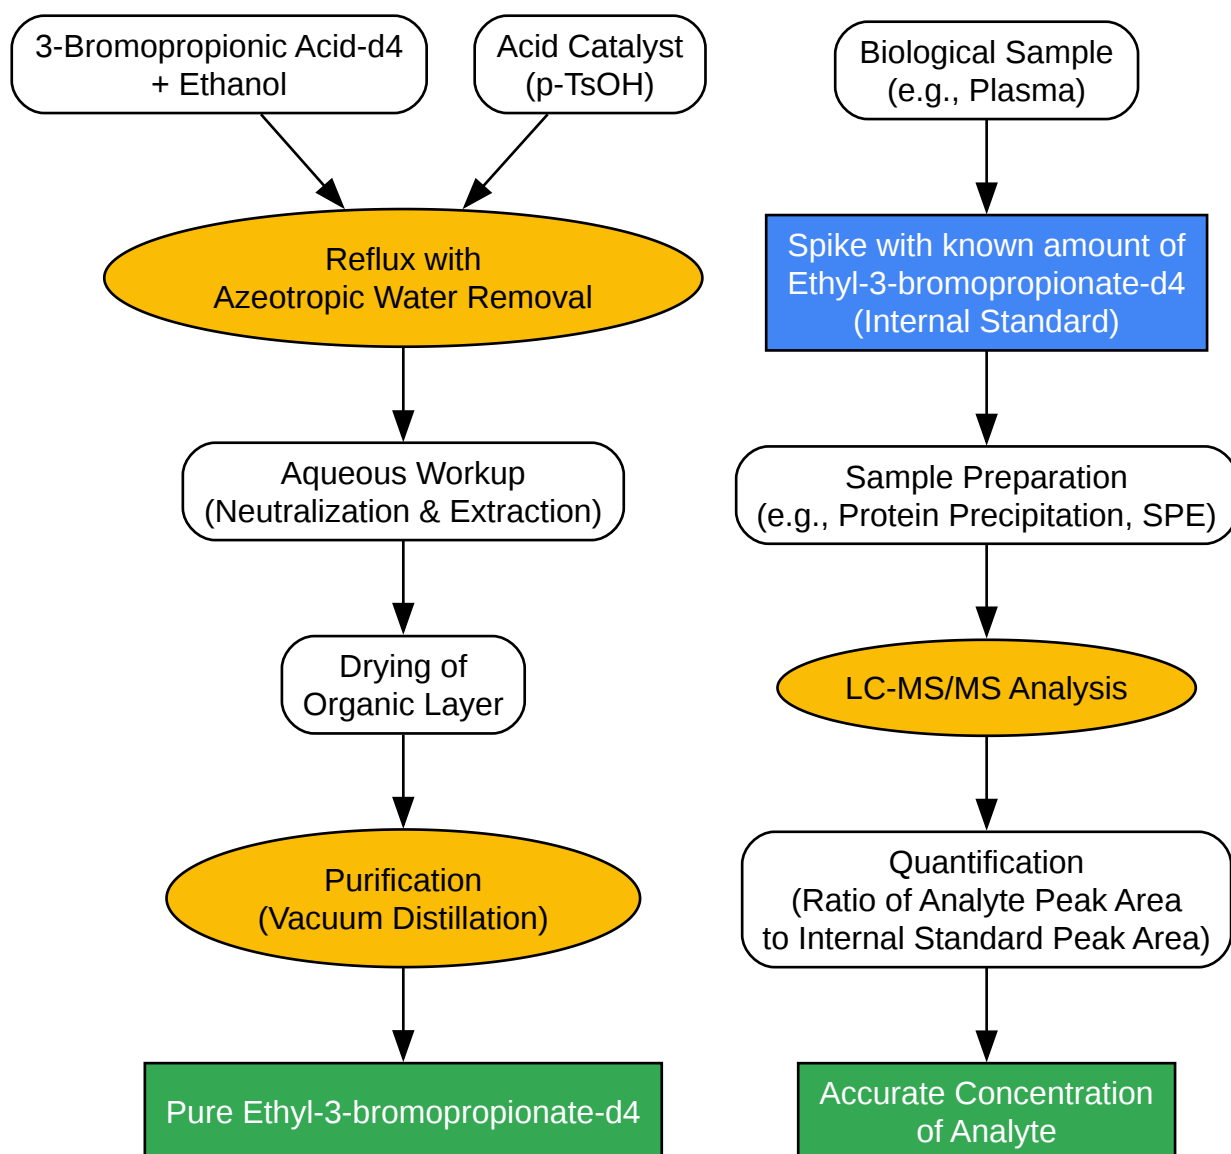 3-Bromopropionic Acid-d4
+ Ethanol
Acid Catalyst
(p-TsOH)
Reflux with
Azeotropic Water Removal
Aqueous Workup
(Neutralization & Extraction)
Drying of
Organic Layer
Purification
(Vacuum Distillation)
Pure Ethyl-3-bromopropionate-d4
Biological Sample
(e.g., Plasma)
Spike with known amount of
Ethyl-3-bromopropionate-d4
(Internal Standard)
Sample Preparation
(e.g., Protein Precipitation, SPE)
LC-MS/MS Analysis
Quantification
(Ratio of Analyte Peak Area
to Internal Standard Peak Area)
Accurate Concentration
of Analyte